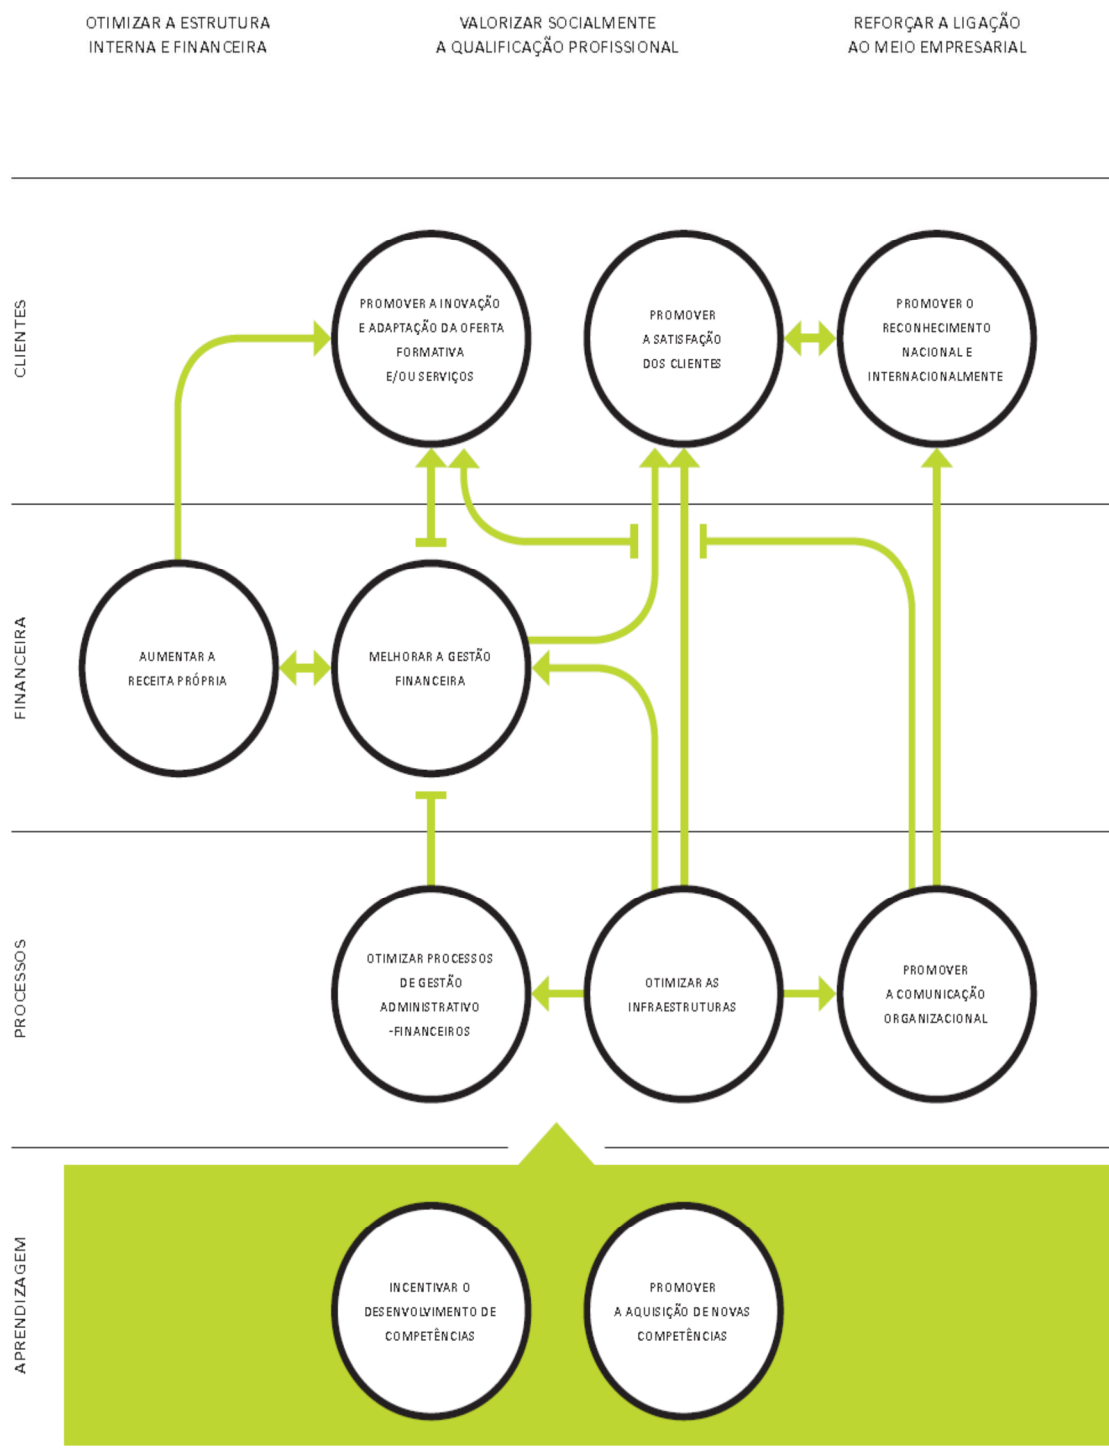 OTIMIZAR A ESTRUTURA
INTERNA E FINANCEIRA
VALORIZAR SOCIALMENTE
A QUALIFICAÇÃO PROFISSIONAL
REFORÇAR A LIGAÇÃO
AO MEIO EMPRESARIAL
CLIENTES
PROMOVER A INOVAÇÃO
E ADAPTAÇÃO DA OFERTA
FORMATIVA
E/OU SERVIÇOS
PROMOVER
A SATISFAÇÃO
DOS CLIENTES
PROMOVER O
RECONHECIMENTO
NACIONAL E
INTERNACIONALMENTE
FINANCEIRA
AUMENTAR A
RECEITA PRÓPRIA
MELHORAR A GESTÃO
FINANCEIRA
PROCESSOS
OTIMIZAR PROCESSOS
DE GESTÃO
ADMINISTRATIVO
-FINANCEIROS
OTIMIZAR AS
INFRAESTRUTURAS
PROMOVER
A COMUNICAÇÃO
ORGANIZACIONAL
APRENDIZAGEM
INCENTIVAR O
DESENVOLVIMENTO DE
COMPETÊNCIAS
PROMOVER
A AQUISIÇÃO DE NOVAS
COMPETÊNCIAS